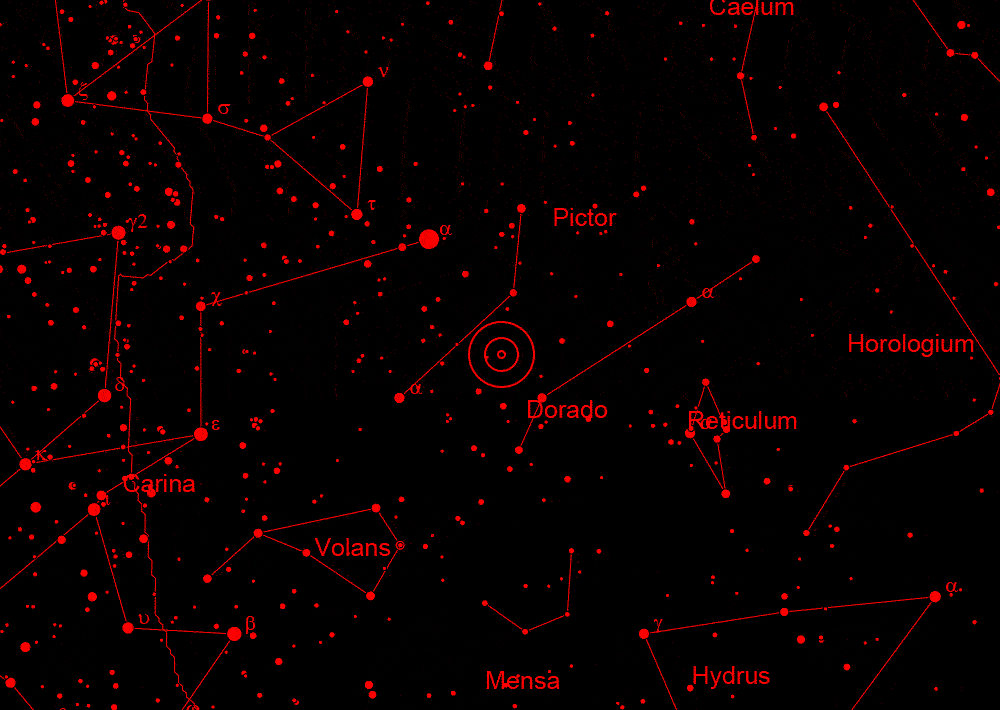 Caelum
ν
ζ
σ
τ
Pictor
γ2
α
χ
α
Horologium
δ
α
Dorado
ε
Reticulum
α
κ
Carina
ι
Volans
α
υ
β
γ
Mensa
Hydrus